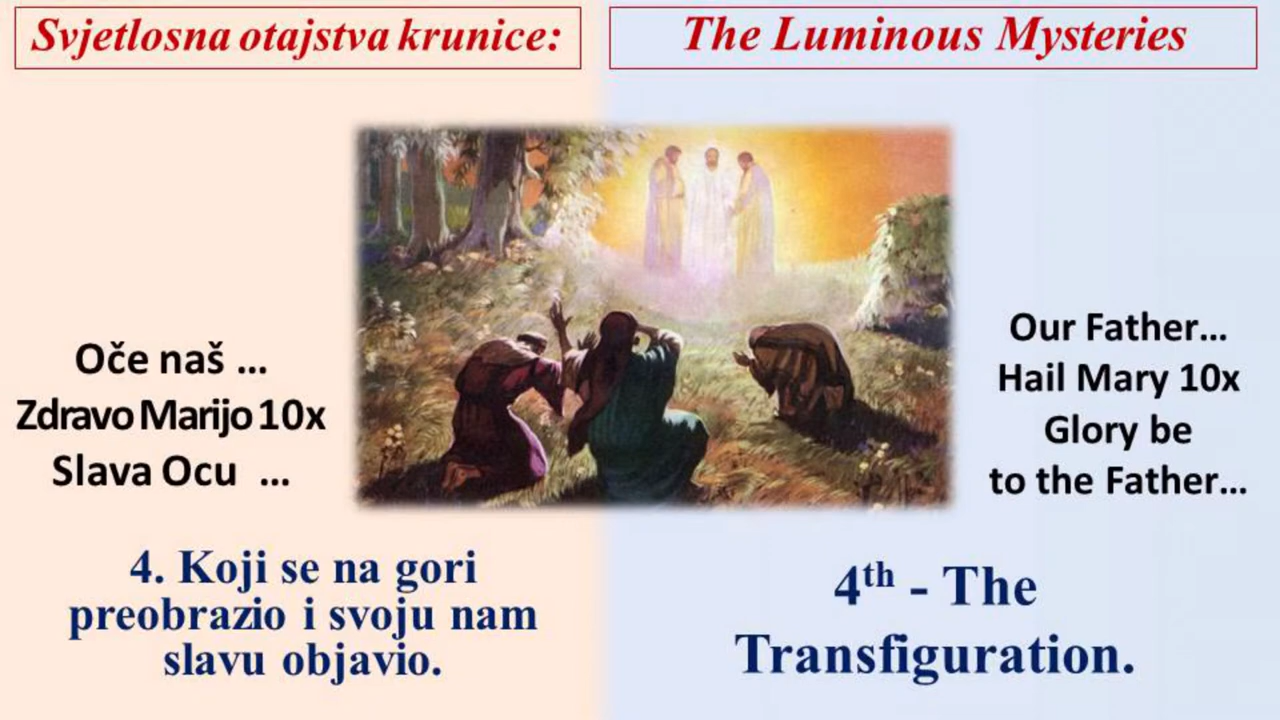 Svjetlosna otajstva krunice:
The Luminous Mysteries
Oče naš ...
Zdravo Marijo 10x
Slava Ocu ...
Our Father...
Hail Mary 10x
Glory be
to the Father...
4. Koji se na gori
preobrazio i svoju nam
slavu objavio.
4th - The
Transfiguration.